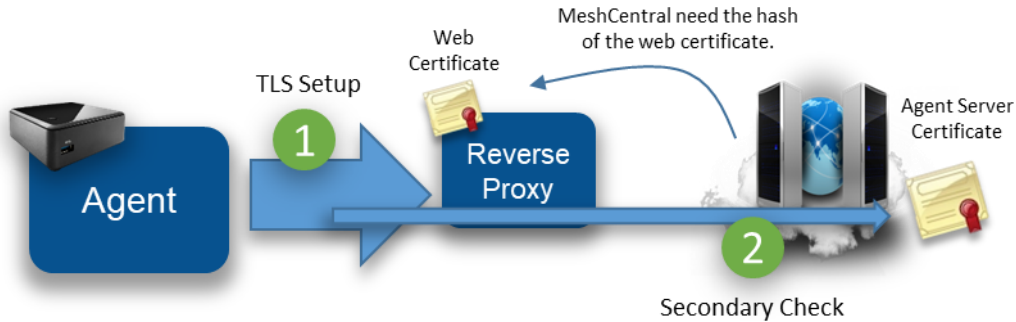 MeshCentral need the hash
of the web certificate.
Web
Certificate
TLS Setup
1
Agent
Reverse
Proxy
Agent Server
Certificate
2
Secondary Check